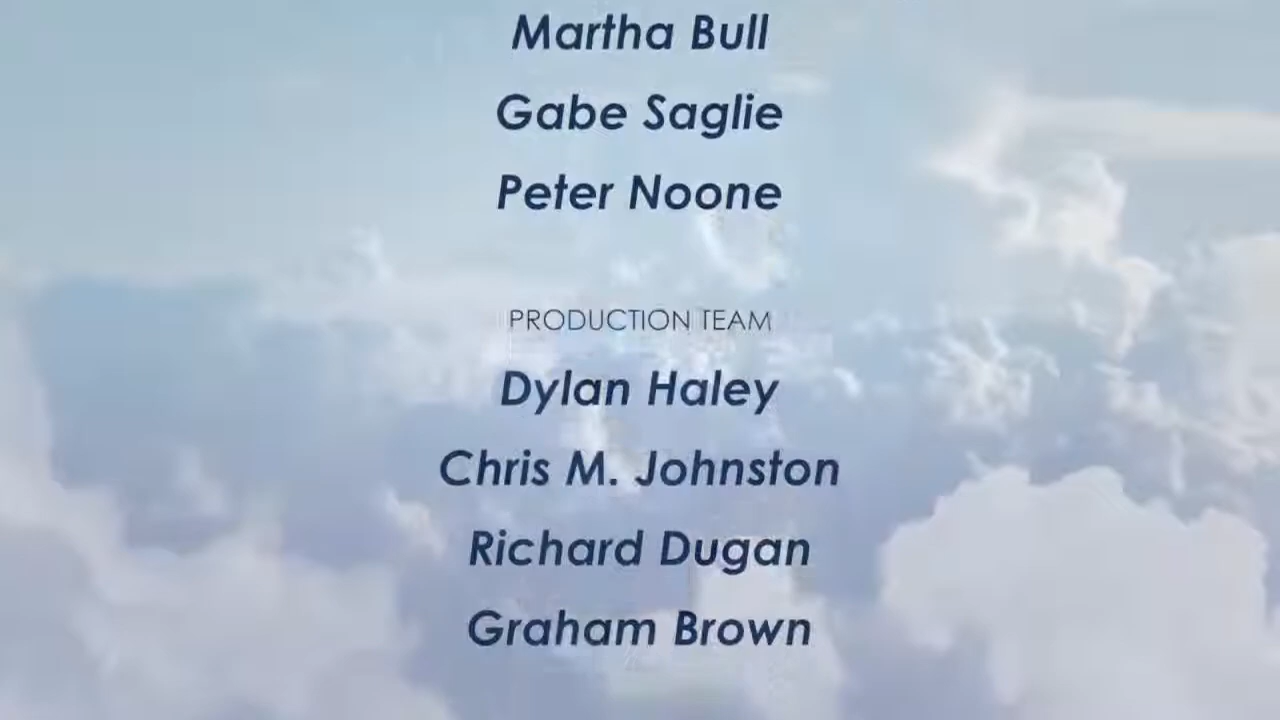 Martha Bull
Gabe Saglie
Peter Noone
PRODUCTION TEAM
Dylan Haley
Chris M. Johnston
Richard Dugan
Graham Brown